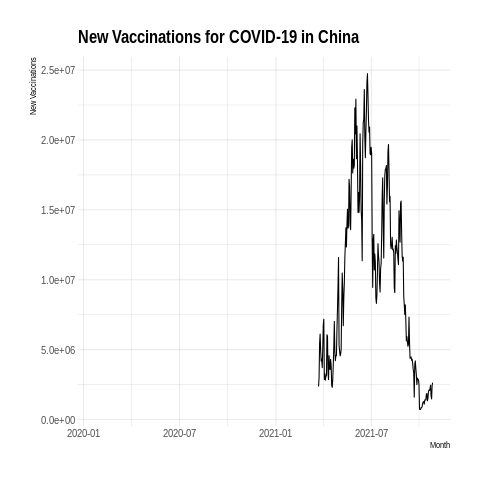 New Vaccinations for COVID-19 in China
New Vaccinations
2.5e+07
2.0e+07
1.5e+07
1.0e+07
5.0e+06
0.0e+00
2020-01 2020-07 2021-01 2021-07
Month